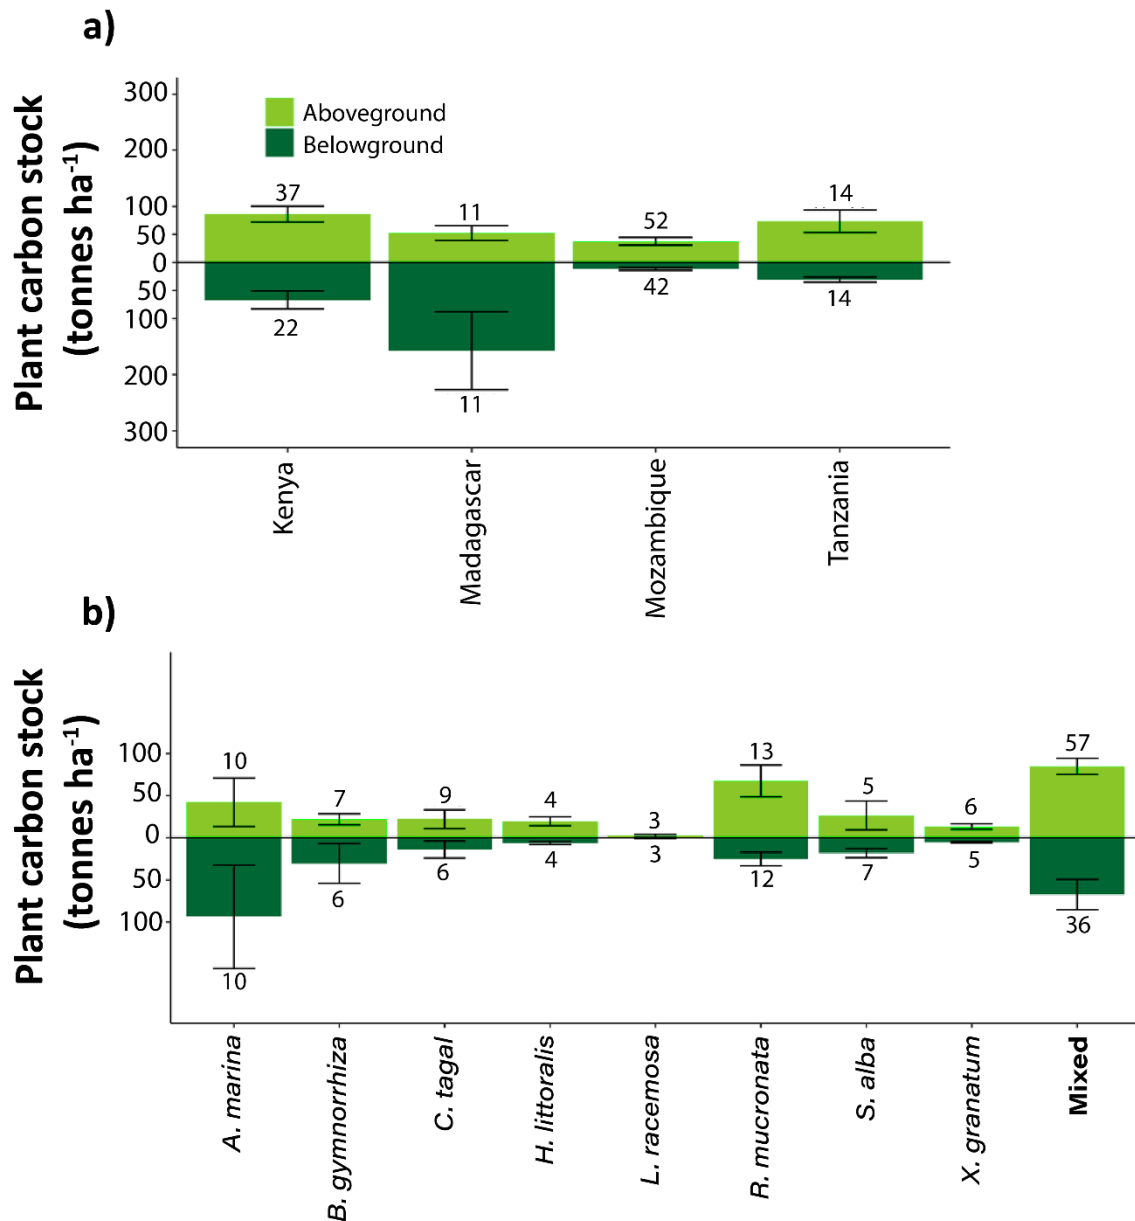 a)
Plant carbon stock
(tonnes ha-1)
300
200
100
50
0
50
100
200
300
Aboveground
Belowground
37
11
52
14
22
11
42
14
Kenya
Madagascar
Mozambique
Tanzania
b)
Plant carbon stock
(tonnes ha-1)
100
50
0
50
100
10
7
9
4
3
13
5
6
57
10
6
6
4
3
12
7
5
36
A. marina
B. gymnorrhiza
C. tagal
H. littoralis
L. racemosa
R. mucronata
S. alba
X. granatum
Mixed